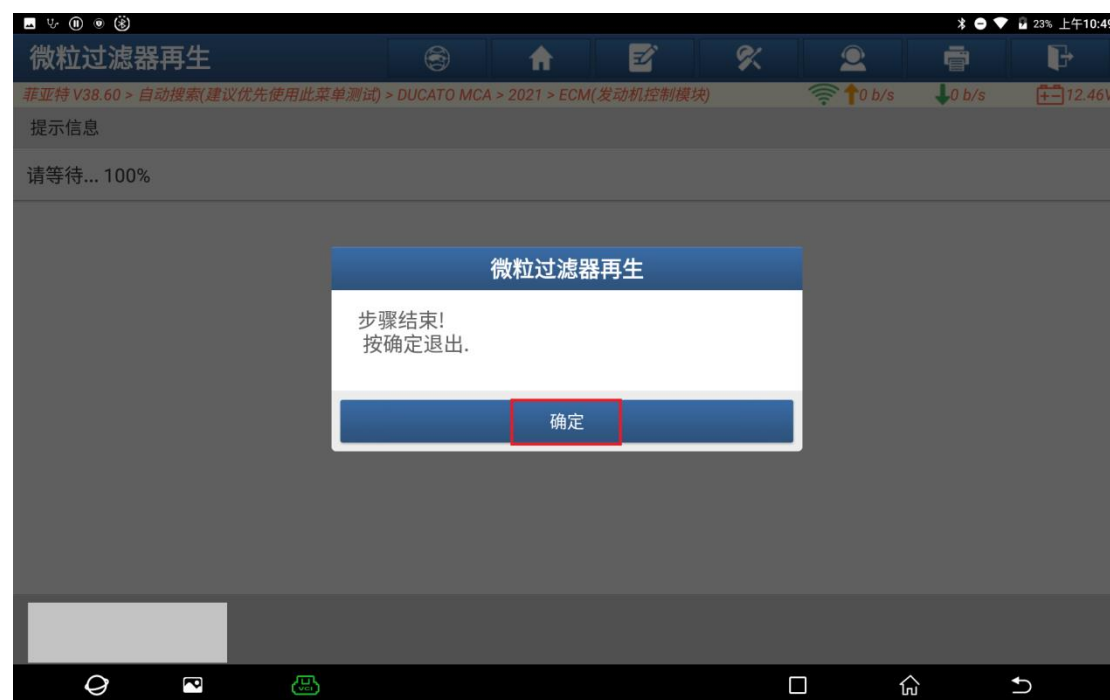 23% 上午10:49
微粒过滤器再生
菲亚特 V38.60 > 自动搜索(建议优先使用此菜单测试) > DUCATO MCA > 2021 > ECM(发动机控制模块)
0 b/s
0 b/s
12.46V
提示信息
请等待... 100%
微粒过滤器再生
步骤结束!
按确定退出.
确定
VCI